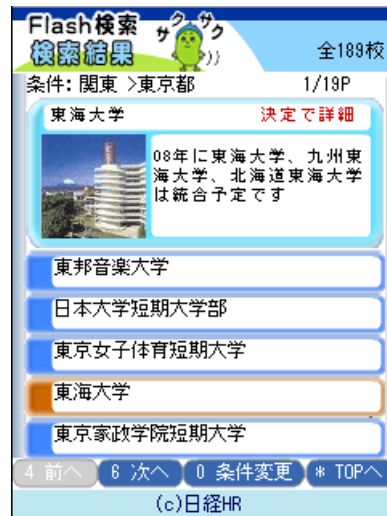 Flash検索
サクサク
検索結果
全189校
条件: 関東 >東京都
1/19P
東海大学
決定で詳細
08年に東海大学、九州東
海大学、北海道東海大学
は統合予定です
東邦音楽大学
日本大学短期大学部
東京女子体育短期大学
東海大学
東京家政学院短期大学
4 前へ
6 次へ
0 条件変更
* TOPへ
(c)日経HR